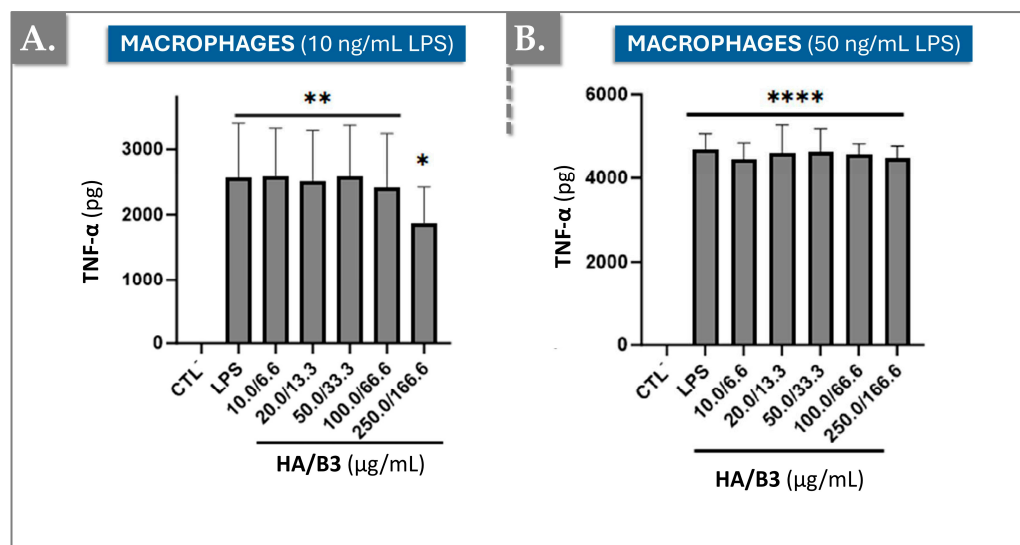 A.
MACROPHAGES (10 ng/mL LPS)
**
*
3000
2000
1000
0
TNF-α (pg)
CTL-
LPS
10.0/6.6
20.0/13.3
50.0/33.3
100.0/66.6
250.0/166.6
HA/B3 (µg/mL)
B.
MACROPHAGES (50 ng/mL LPS)
****
6000
4000
2000
0
TNF-α (pg)
CTL-
LPS
10.0/6.6
20.0/13.3
50.0/33.3
100.0/66.6
250.0/166.6
HA/B3 (µg/mL)